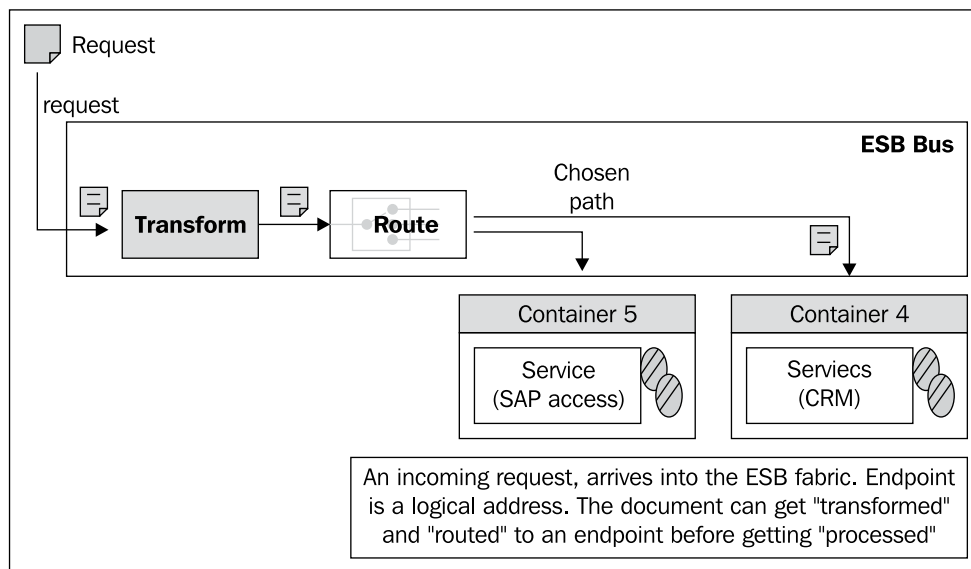 Request
request
ESB Bus
Chosen
path
Transform
Route
Container 5
Container 4
Service
(SAP access)
Serviecs
(CRM)
An incoming request, arrives into the ESB fabric. Endpoint
is a logical address. The document can get "transformed"
and "routed" to an endpoint before getting "processed"